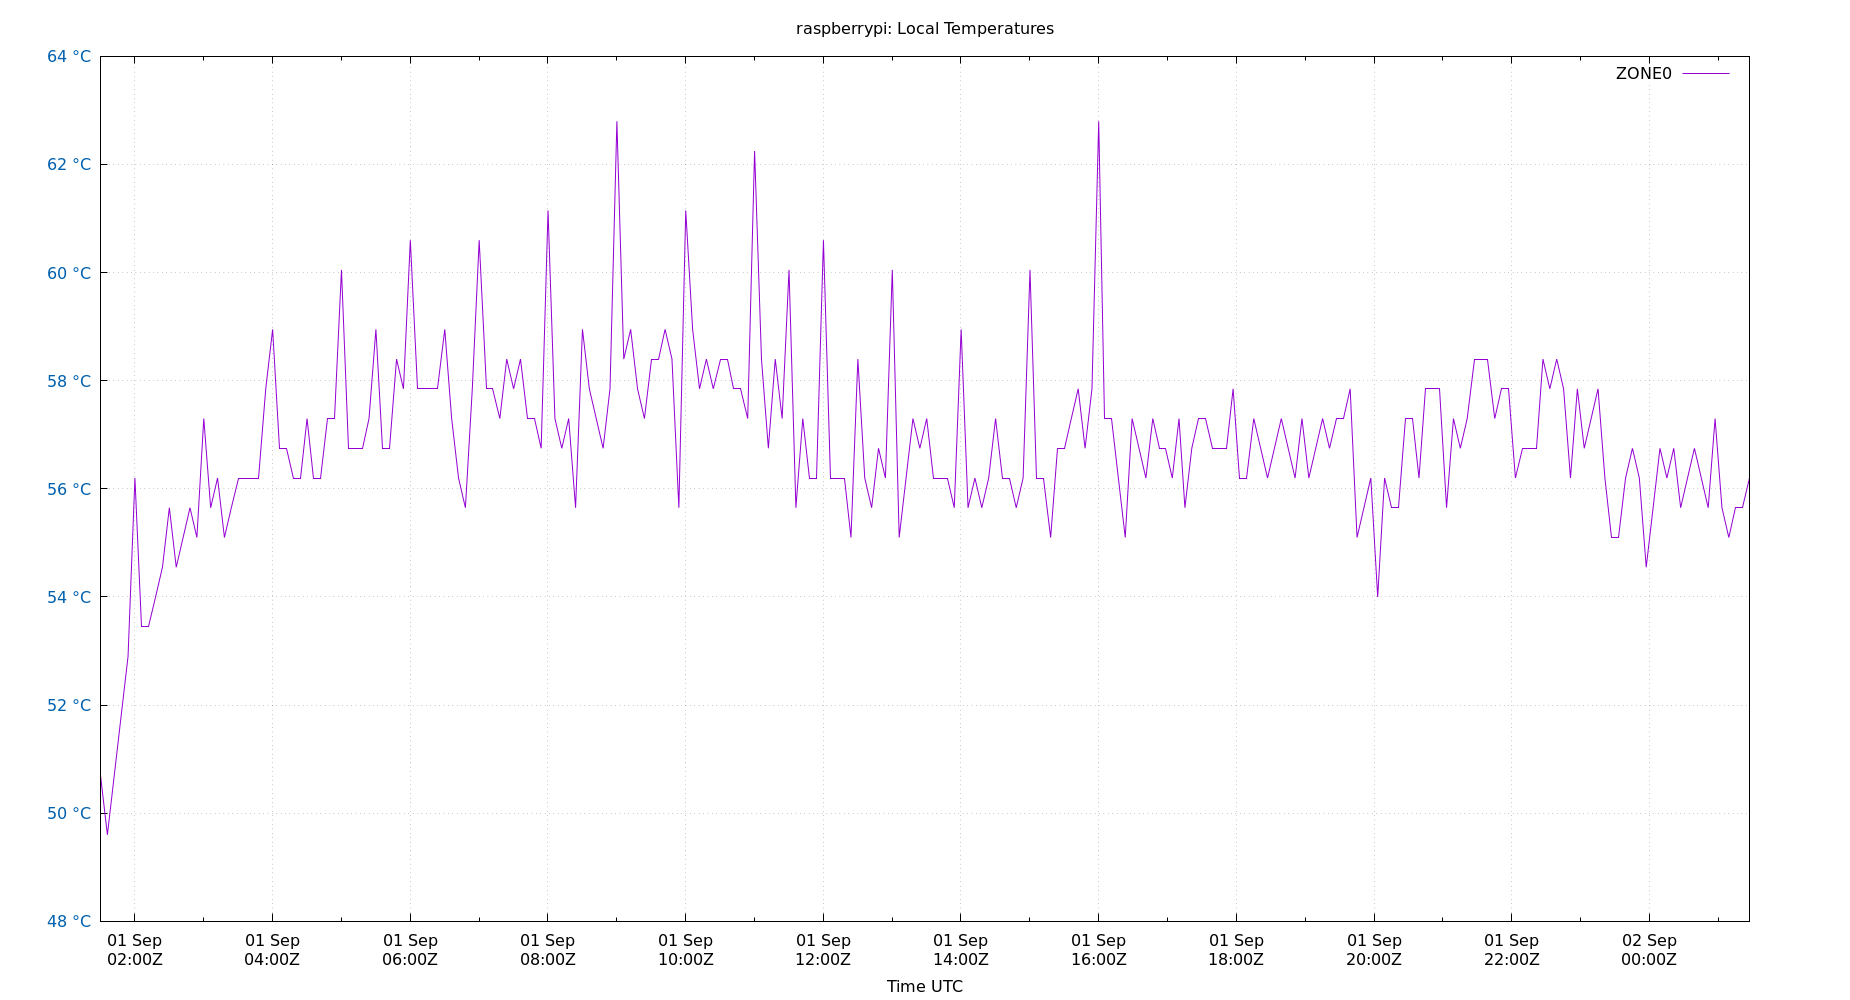 raspberrypi: Local Temperatures
64 °C
ZONE0
62 °C
60 °C
58 °C
56 °C
54 °C
52 °C
50 °C
48 °C
01 Sep 01 Sep 01 Sep 01 Sep 01 Sep 01 Sep 01 Sep 01 Sep 01 Sep 01 Sep 01 Sep 02 Sep
02:00Z 04:00Z 06:00Z 08:00Z 10:00Z 12:00Z 14:00Z 16:00Z 18:00Z 20:00Z 22:00Z 00:00Z
Time UTC